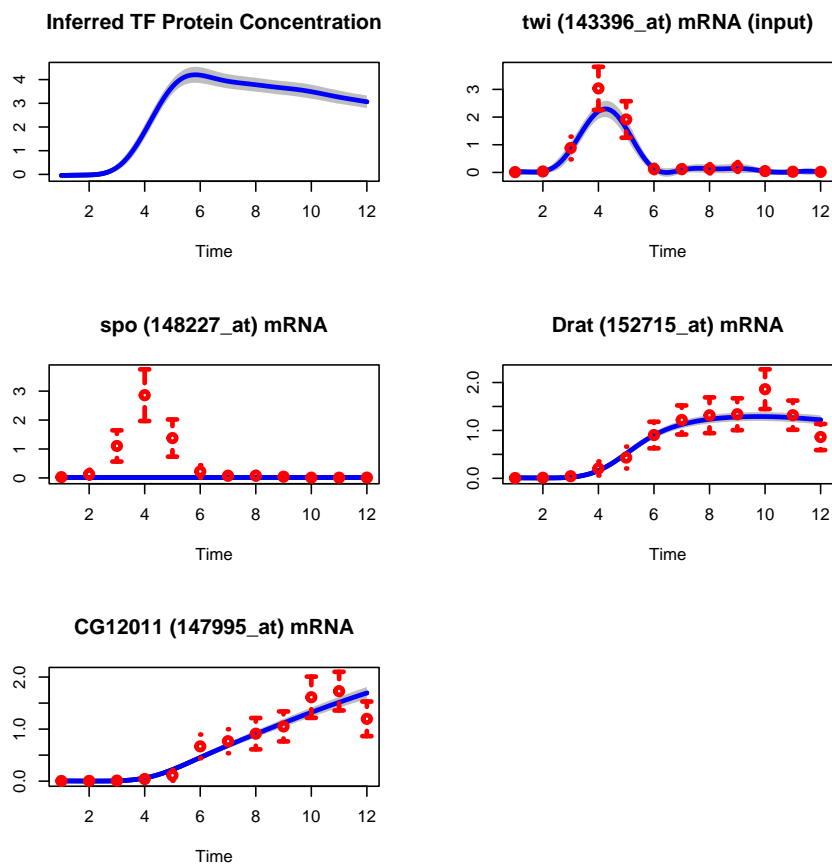 Inferred TF Protein Concentration
4
3
2
1
0
2 4 6 8 10 12
Time
twi (143396_at) mRNA (input)
3
2
1
0
2 4 6 8 10 12
Time
spo (148227_at) mRNA
3
2
1
0
2 4 6 8 10 12
Time
Drat (152715_at) mRNA
2.0
1.0
0.0
2 4 6 8 10 12
Time
CG12011 (147995_at) mRNA
2.0
1.0
0.0
2 4 6 8 10 12
Time